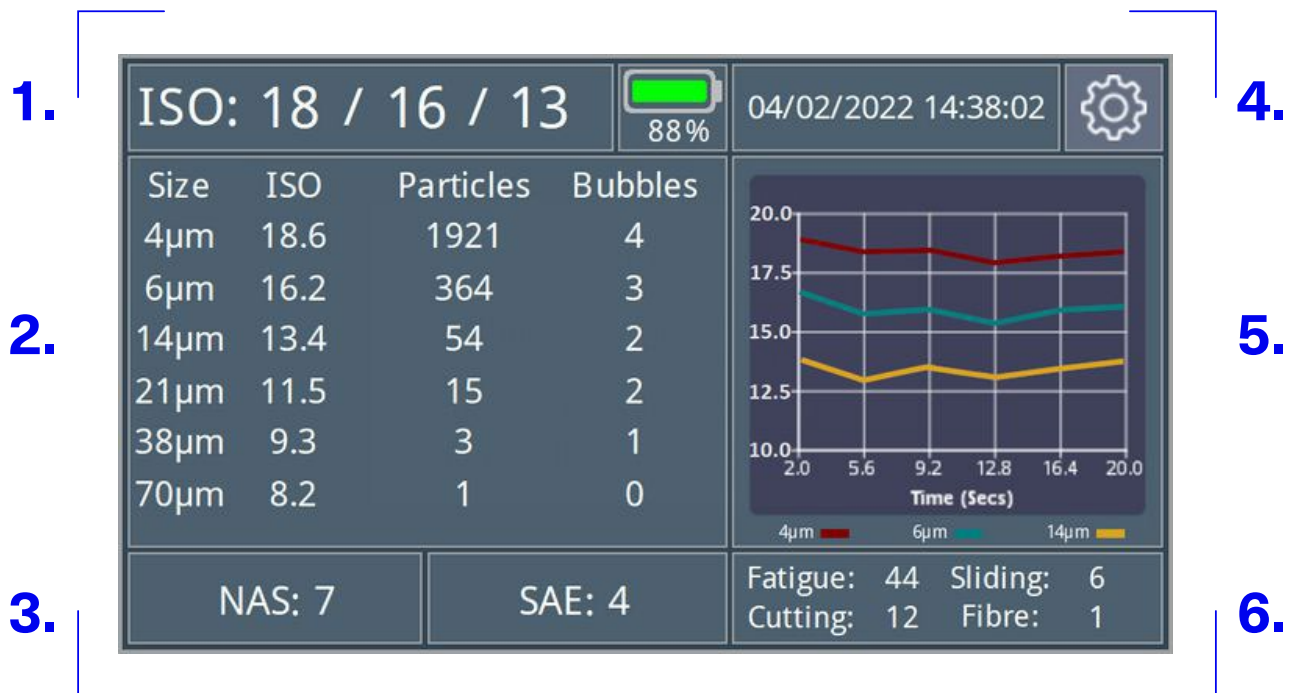 1.
ISO: 18 / 16 / 13
88%
04/02/2022 14:38:02
4.
2.
Size ISO Particles Bubbles
4µm 18.6 1921 4
6µm 16.2 364 3
14µm 13.4 54 2
21µm 11.5 15 2
38µm 9.3 3 1
70µm 8.2 1 0
20.0
17.5
15.0
12.5
10.0
2.0 5.6 9.2 12.8 16.4 20.0
Time (Secs)
4µm 6µm 14µm
5.
3.
NAS: 7
SAE: 4
Fatigue: 44 Sliding: 6
Cutting: 12 Fibre: 1
6.